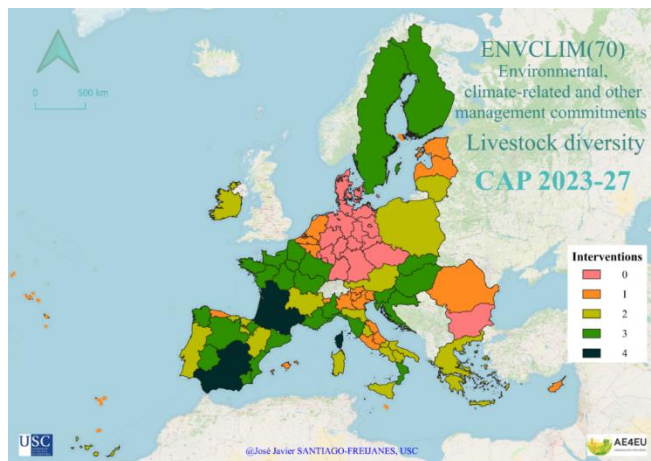 ENVCLIM(70)
Environmental,
climate-related and other
management commitments
Livestock diversity
CAP 2023-27
0 500 km
Interventions
0
1
2
3
4
USC
@José Javier SANTIAGO-FREIJANES, USC
AE4EU